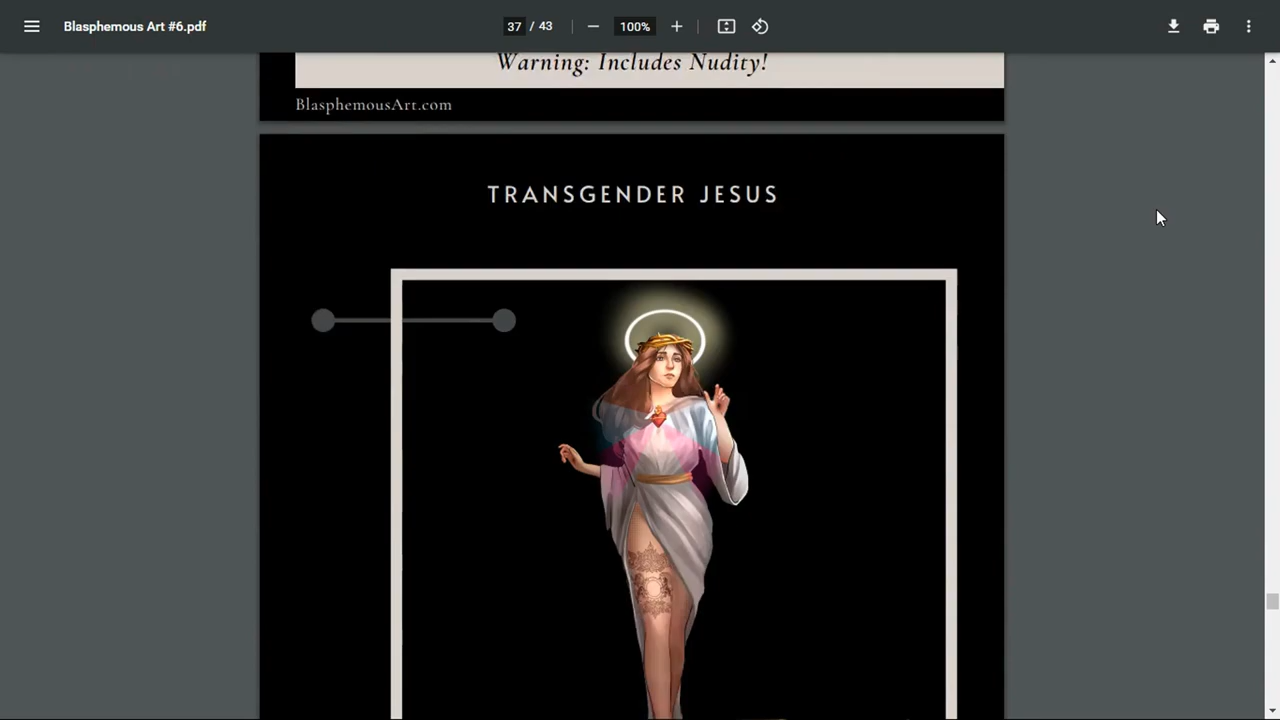 Blasphemous Art #6.pdf
37 / 43
100%
Warning: Includes Nudity!
BlasphemousArt.com
TRANSGENDER JESUS